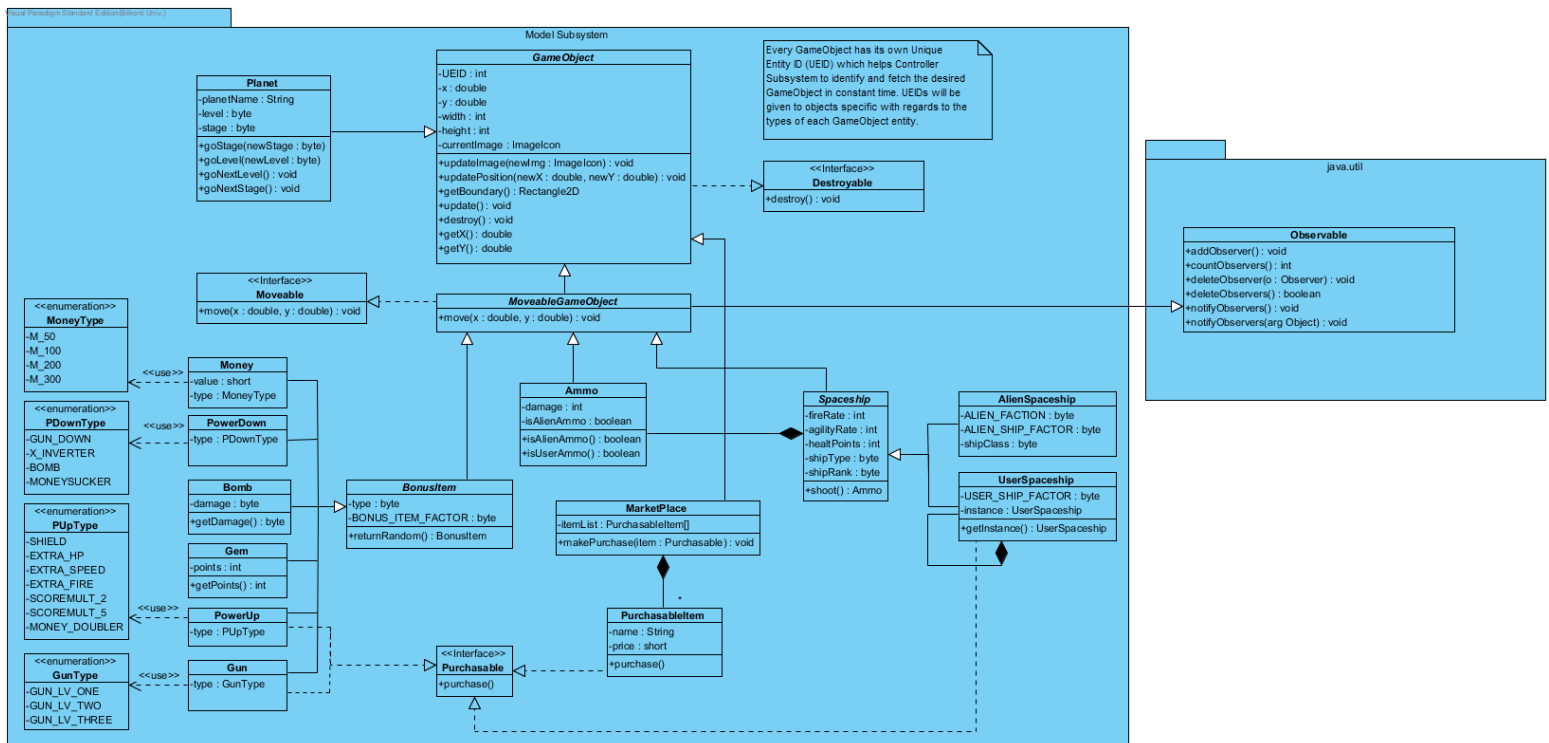 Visual Paradigm Standard Edition(Bilkent Univ.)
Model Subsystem
GameObject
-UEID : int
-x : double
-y : double
-width : int
-height : int
-currentImage : ImageIcon
+updateImage(newImg : ImageIcon) : void
+updatePosition(newX : double, newY : double) : void
+getBoundary() : Rectangle2D
+update() : void
+destroy() : void
+getX() : double
+getY() : double
Every GameObject has its own Unique
Entity ID (UEID) which helps Controller
Subsystem to identify and fetch the desired
GameObject in constant time. UEIDs will be
given to objects specific with regards to the
types of each GameObject entity.
Planet
-planetName : String
-level : byte
-stage : byte
+goStage(newStage : byte)
+goLevel(newLevel : byte)
+goNextLevel() : void
+goNextStage() : void
<<Interface>>
Destroyable
+destroy() : void
java.util
Observable
+addObserver() : void
+countObservers() : int
+deleteObserver(o : Observer) : void
+deleteObservers() : boolean
+notifyObservers() : void
+notifyObservers(arg Object) : void
<<Interface>>
Moveable
+move(x : double, y : double) : void
MoveableGameObject
+move(x : double, y : double) : void
<<enumeration>>
MoneyType
-M_50
-M_100
-M_200
-M_300
<<use>>
Money
-value : short
-type : MoneyType
<<enumeration>>
PDownType
-GUN_DOWN
-X_INVERTER
-BOMB
-MONEYSUCKER
<<use>>
PowerDown
-type : PDownType
Ammo
-damage : int
-isAlienAmmo : boolean
+isAlienAmmo() : boolean
+isUserAmmo() : boolean
Spaceship
-fireRate : int
-agilityRate : int
-healtPoints : int
-shipType : byte
-shipRank : byte
+shoot() : Ammo
AlienSpaceship
-ALIEN_FACTION : byte
-ALIEN_SHIP_FACTOR : byte
-shipClass : byte
UserSpaceship
-USER_SHIP_FACTOR : byte
-instance : UserSpaceship
+getInstance() : UserSpaceship
Bomb
-damage : byte
+getDamage() : byte
BonusItem
-type : byte
-BONUS_ITEM_FACTOR : byte
+returnRandom() : BonusItem
MarketPlace
-itemList : PurchasableItem[]
+makePurchase(item : Purchasable) : void
<<enumeration>>
PUpType
-SHIELD
-EXTRA_HP
-EXTRA_SPEED
-EXTRA_FIRE
-SCOREMULT_2
-SCOREMULT_5
-MONEY_DOUBLER
Gem
-points : int
+getPoints() : int
<<use>>
PowerUp
-type : PUpType
*
PurchasableItem
-name : String
-price : short
+purchase()
<<Interface>>
Purchasable
+purchase()
<<enumeration>>
GunType
-GUN_LV_ONE
-GUN_LV_TWO
-GUN_LV_THREE
<<use>>
Gun
-type : GunType